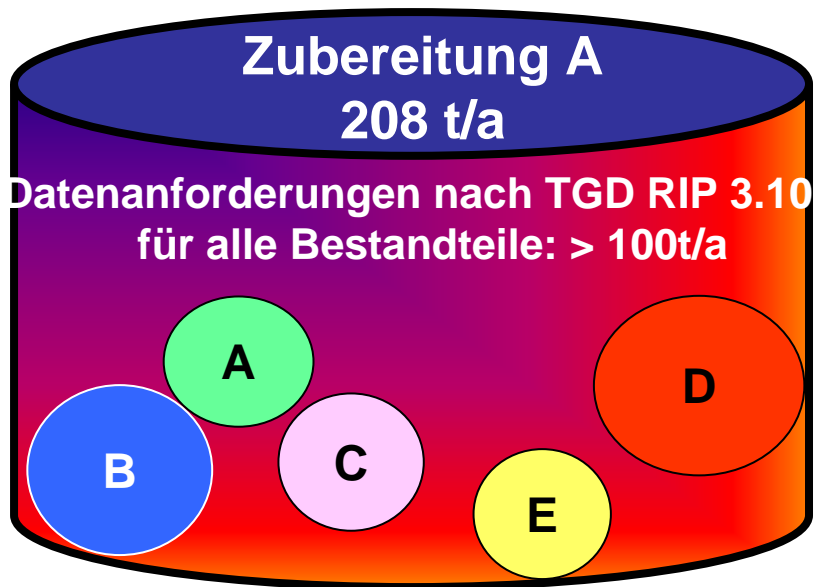 Zubereitung A
208 t/a
Datenanforderungen nach TGD RIP 3.10
für alle Bestandteile: > 100t/a
A
D
B
C
E